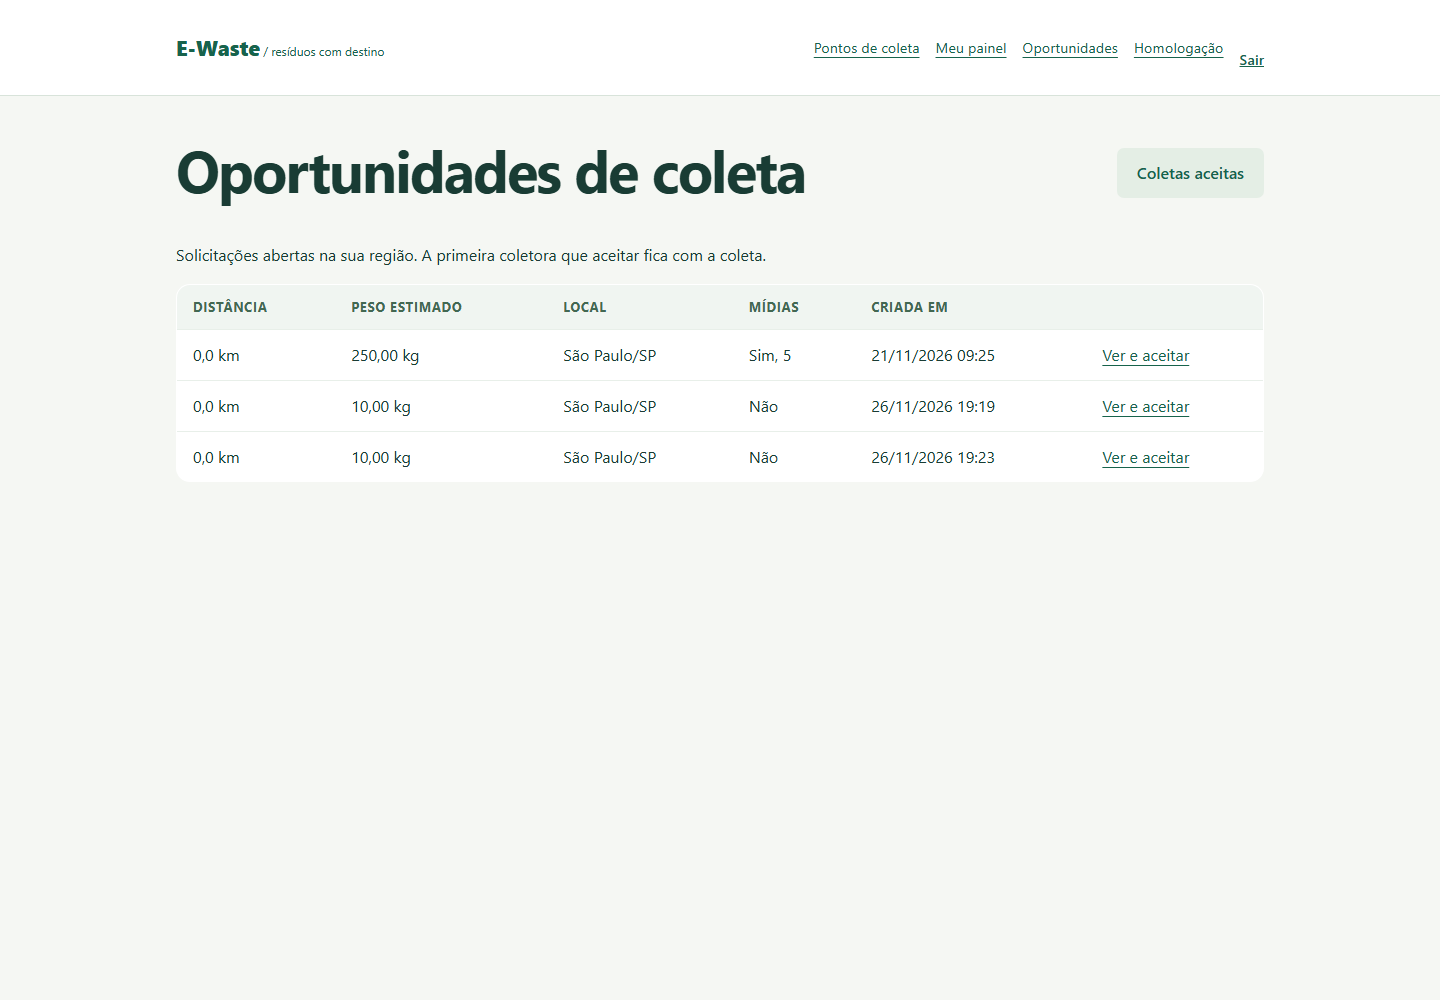 E-Waste / resíduos com destino
Pontos de coleta Meu painel Oportunidades Homologação Sair
Oportunidades de coleta
Coletas aceitas
Solicitações abertas na sua região. A primeira coletora que aceitar fica com a coleta.
DISTÂNCIA PESO ESTIMADO LOCAL MÍDIAS CRIADA EM
0,0 km 250,00 kg São Paulo/SP Sim, 5 21/11/2026 09:25 Ver e aceitar
0,0 km 10,00 kg São Paulo/SP Não 26/11/2026 19:19 Ver e aceitar
0,0 km 10,00 kg São Paulo/SP Não 26/11/2026 19:23 Ver e aceitar